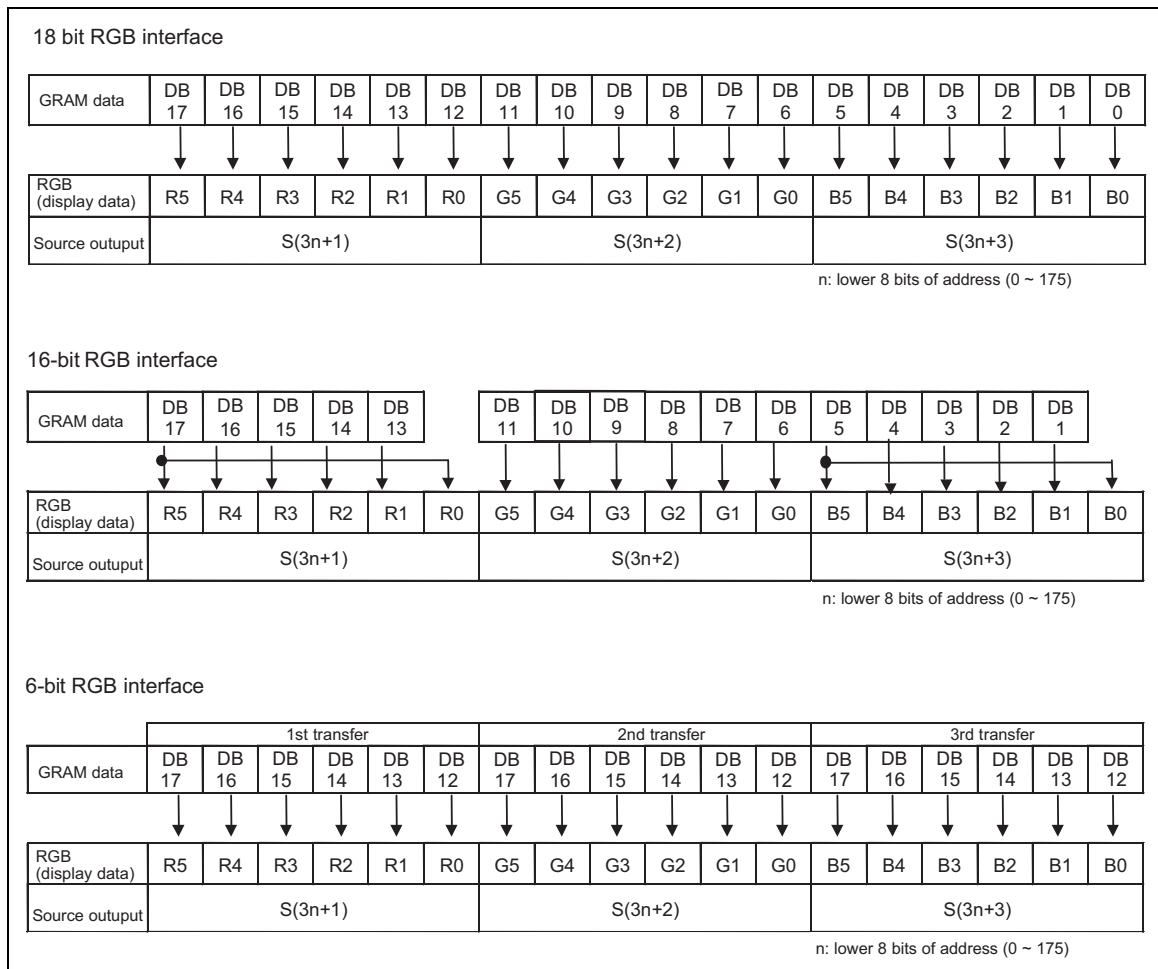 18 bit RGB interface
GRAM data DB 17 DB 16 DB 15 DB 14 DB 13 DB 12 DB 11 DB 10 DB 9 DB 8 DB 7 DB 6 DB 5 DB 4 DB 3 DB 2 DB 1 DB 0
RGB (display data) R5 R4 R3 R2 R1 R0 G5 G4 G3 G2 G1 G0 B5 B4 B3 B2 B1 B0
Source outuput S(3n+1) S(3n+2) S(3n+3)
n: lower 8 bits of address (0 ~ 175)
16-bit RGB interface
GRAM data DB 17 DB 16 DB 15 DB 14 DB 13 DB 11 DB 10 DB 9 DB 8 DB 7 DB 6 DB 5 DB 4 DB 3 DB 2 DB 1
RGB (display data) R5 R4 R3 R2 R1 R0 G5 G4 G3 G2 G1 G0 B5 B4 B3 B2 B1 B0
Source outuput S(3n+1) S(3n+2) S(3n+3)
n: lower 8 bits of address (0 ~ 175)
6-bit RGB interface
1st transfer 2nd transfer 3rd transfer
GRAM data DB 17 DB 16 DB 15 DB 14 DB 13 DB 12 DB 17 DB 16 DB 15 DB 14 DB 13 DB 12 DB 17 DB 16 DB 15 DB 14 DB 13 DB 12
RGB (display data) R5 R4 R3 R2 R1 R0 G5 G4 G3 G2 G1 G0 B5 B4 B3 B2 B1 B0
Source outuput S(3n+1) S(3n+2) S(3n+3)
n: lower 8 bits of address (0 ~ 175)